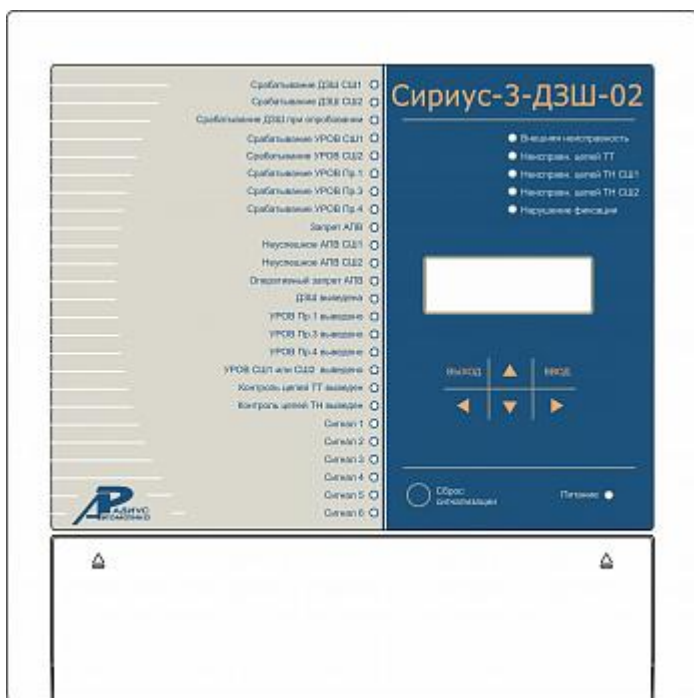 Срабатывание ДЗШ СШ1
Срабатывание ДЗШ СШ2
Срабатывание ДЗШ при опробовании
Срабатывание УРОВ СШ1
Срабатывание УРОВ СШ2
Срабатывание УРОВ Пр.1
Срабатывание УРОВ Пр.3
Срабатывание УРОВ Пр.4
Запрет АПВ
Неуспешное АПВ СШ1
Неуспешное АПВ СШ2
Оперативный запрет АПВ
ДЗШ выведена
УРОВ Пр.1 выведено
УРОВ Пр.3 выведено
УРОВ Пр.4 выведено
УРОВ СШ1 или СШ2 выведено
Контроль цепей ТТ выведен
Контроль цепей ТН выведен
Сигнал 1
Сигнал 2
Сигнал 3
Сигнал 4
Сигнал 5
Сигнал 6
РАДИУС
АВТОМАТИКА
Сириус-3-ДЗШ-02
Внешняя неисправность
Неисправн. цепей ТТ
Неисправн. цепей ТН СШ1
Неисправн. цепей ТН СШ2
Нарушение фиксации
ВЫХОД
ВВОД
Сброс
сигнализации
Питание